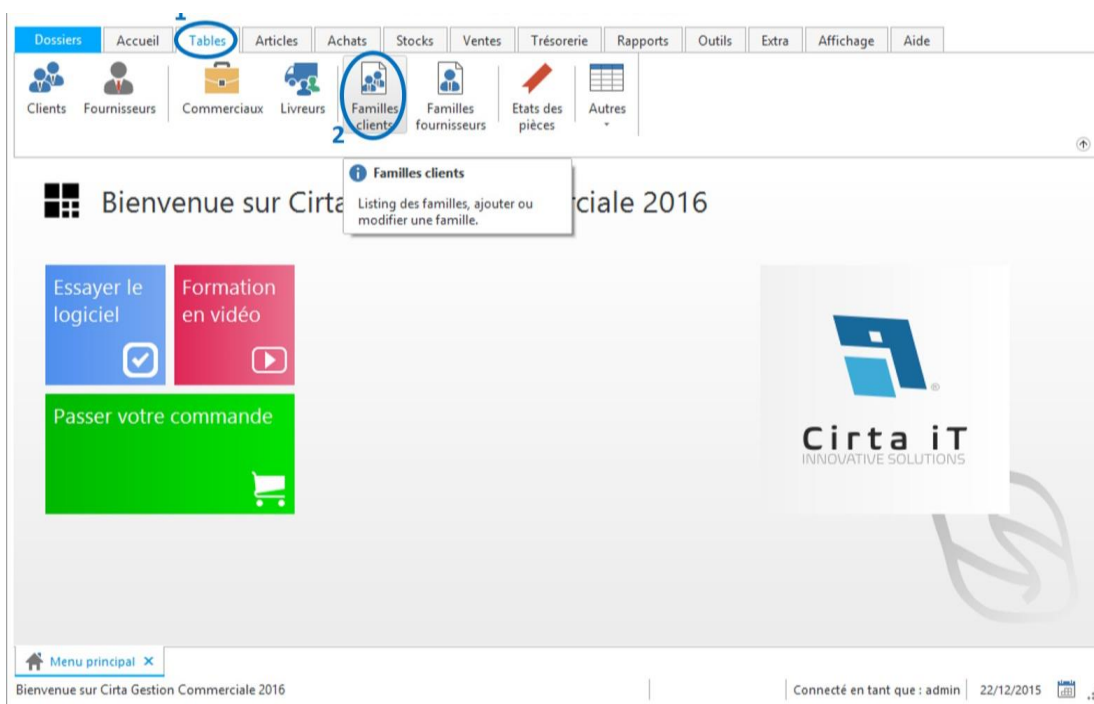 1
Dossiers Accueil Tables Articles Achats Stocks Ventes Trésorerie Rapports Outils Extra Affichage Aide
Clients Fournisseurs Commerciaux Livreurs Familles clients Familles fournisseurs Etats des pièces Autres
2
Familles clients
Listing des familles, ajouter ou
modifier une famille.
Bienvenue sur Cirta ciale 2016
Essayer le
logiciel
Formation
en vidéo
Passer votre commande
Cirta iT
INNOVATIVE SOLUTIONS
Menu principal
Bienvenue sur Cirta Gestion Commerciale 2016 Connecté en tant que : admin 22/12/2015